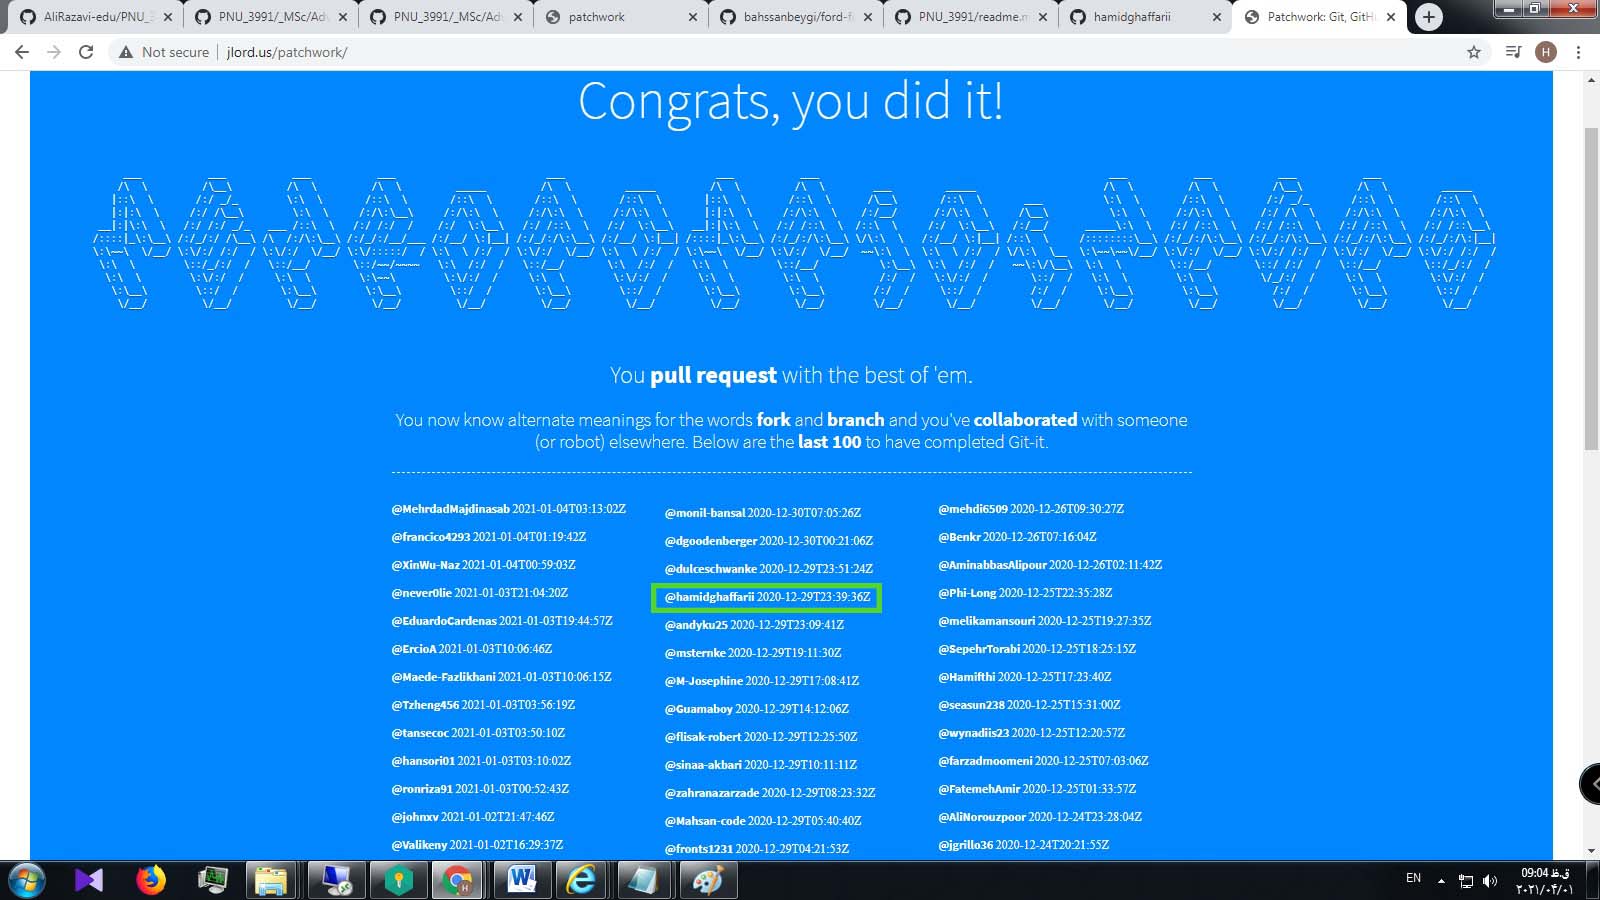 AliRazavi-edu/PNU_3
PNU_3991/_MSc/Adv
PNU_3991/_MSc/Adv
patchwork
bahssanbeygi/ford-f
PNU_3991/readme.m
hamidghaffarii
Patchwork: Git, GitH
Not secure
jlord.us/patchwork/
H
Congrats, you did it!
You pull request with the best of 'em.
You now know alternate meanings for the words fork and branch and you've collaborated with someone
(or robot) elsewhere. Below are the last 100 to have completed Git-it.
@MehrdadMajdinasab 2021-01-04T03:13:02Z
@francico4293 2021-01-04T01:19:42Z
@XinWu-Naz 2021-01-04T00:59:03Z
@never0lie 2021-01-03T21:04:20Z
@EduardoCardenas 2021-01-03T19:44:57Z
@ErcioA 2021-01-03T10:06:46Z
@Maede-Fazlikhani 2021-01-03T10:06:15Z
@Tzheng456 2021-01-03T03:56:19Z
@tansecoc 2021-01-03T03:50:10Z
@hansori01 2021-01-03T03:10:02Z
@ronriza91 2021-01-03T00:52:43Z
@johnxv 2021-01-02T21:47:46Z
@Valikeny 2021-01-02T16:29:37Z
@monil-bansal 2020-12-30T07:05:26Z
@dgoodenberger 2020-12-30T00:21:06Z
@dulceschwanke 2020-12-29T23:51:24Z
@hamidghaffarii 2020-12-29T23:39:36Z
@andyku25 2020-12-29T23:09:41Z
@msternke 2020-12-29T19:11:30Z
@M-Josephine 2020-12-29T17:08:41Z
@Guamaboy 2020-12-29T14:12:06Z
@flisak-robert 2020-12-29T12:25:50Z
@sinaa-akbari 2020-12-29T10:11:11Z
@zahranazarzade 2020-12-29T08:23:32Z
@Mahsan-code 2020-12-29T05:40:40Z
@fronts1231 2020-12-29T04:21:53Z
@mehdi6509 2020-12-26T09:30:27Z
@Benkr 2020-12-26T07:16:04Z
@AminabbasAlipour 2020-12-26T02:11:42Z
@Phi-Long 2020-12-25T22:35:28Z
@melikamansouri 2020-12-25T19:27:35Z
@SepehrTorabi 2020-12-25T18:25:15Z
@Hamifthi 2020-12-25T17:23:40Z
@seasun238 2020-12-25T15:31:00Z
@wynadiis23 2020-12-25T12:20:57Z
@farzadmoomeni 2020-12-25T07:03:06Z
@FatemehAmir 2020-12-25T01:33:57Z
@AliNorouzpoor 2020-12-24T23:28:04Z
@jgrillo36 2020-12-24T20:21:55Z
EN
09:04 ق.ظ
۲۰۲۱/۰۴/۰۱